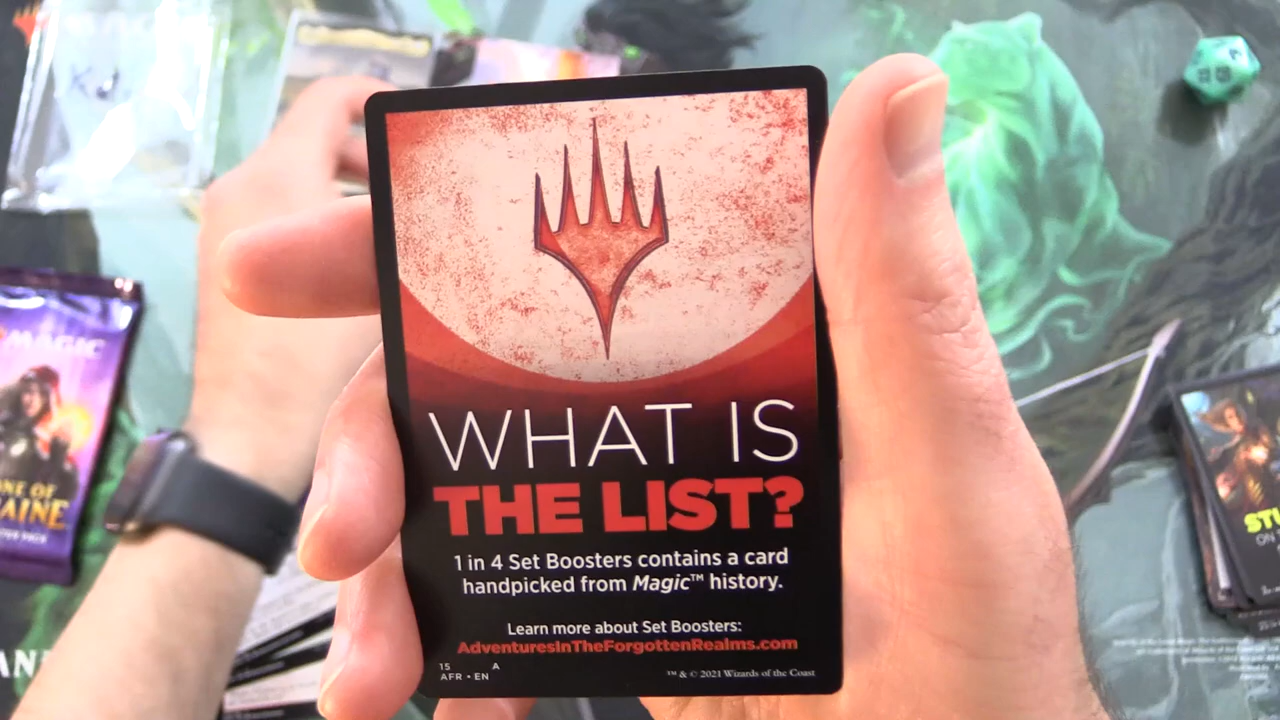 WHAT IS
THE LIST?
1 in 4 Set Boosters contains a card
handpicked from Magic™ history.
Learn more about Set Boosters:
AdventuresInTheForgottenRealms.com
15 A
AFR • EN
™ & © 2021 Wizards of the Coast
MAGIC